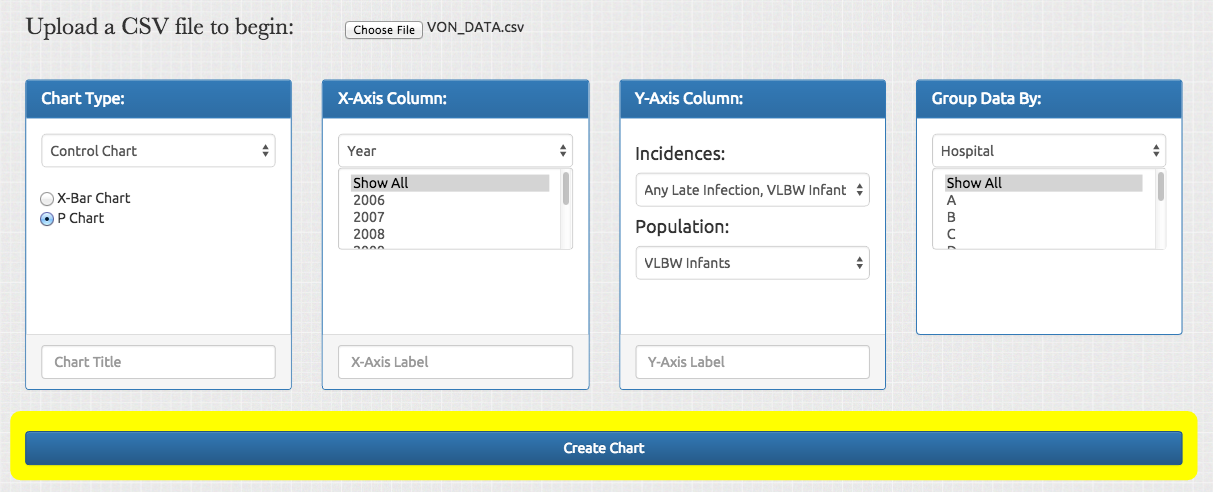 Upload a CSV file to begin: Choose File VON_DATA.csv
Chart Type:
Control Chart
X-Bar Chart
P Chart
Chart Title
X-Axis Column:
Year
Show All
2006
2007
2008
2009
X-Axis Label
Y-Axis Column:
Incidences:
Any Late Infection, VLBW Infant
Population:
VLBW Infants
Y-Axis Label
Group Data By:
Hospital
Show All
A
B
C
D
Create Chart